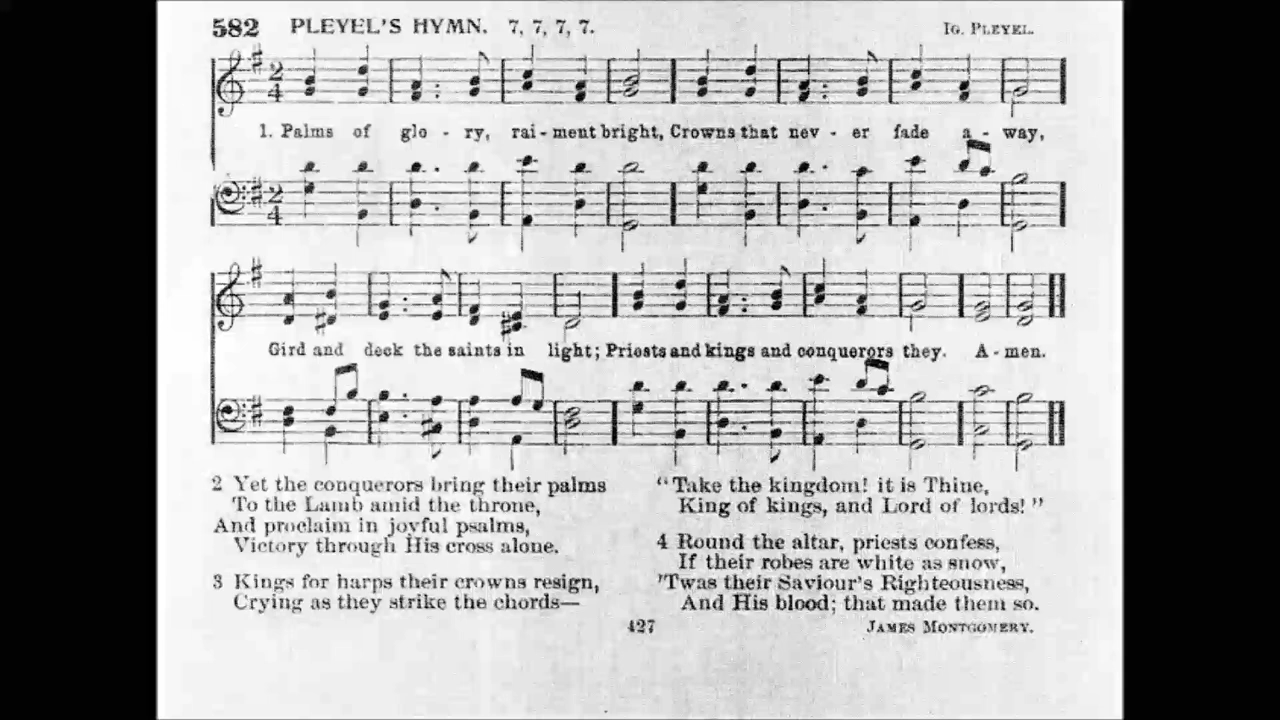 582 PLEYEL'S HYMN. 7, 7, 7, 7. IG. PLEYEL.
1. Palms of glo - ry, rai - ment bright, Crowns that nev - er fade a - way,
Gird and deck the saints in light; Priests and kings and conquerors they. A - men.
2 Yet the conquerors bring their palms
To the Lamb amid the throne,
And proclaim in joyful psalms,
Victory through His cross alone.
3 Kings for harps their crowns resign,
Crying as they strike the chords—
"Take the kingdom! it is Thine,
King of kings, and Lord of lords!"
4 Round the altar, priests confess,
If their robes are white as snow,
'Twas their Saviour's Righteousness,
And His blood; that made them so.
JAMES MONTGOMERY.
427